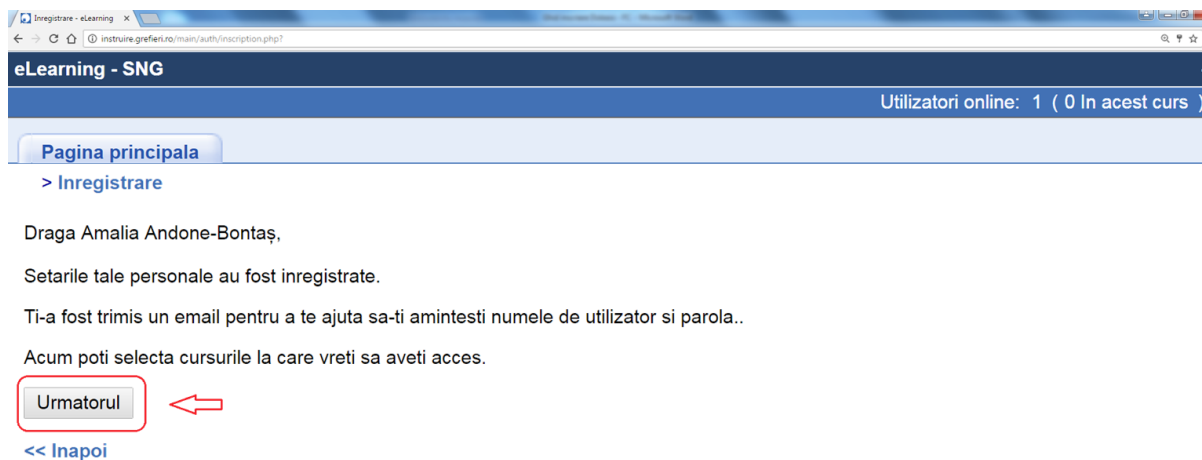 Inregistrare - eLearning
instruire.grefieri.ro/main/auth/inscription.php?
eLearning - SNG
Utilizatori online: 1 ( 0 In acest curs )
Pagina principala
> Inregistrare
Draga Amalia Andone-Bontaș,
Setarile tale personale au fost inregistrate.
Ti-a fost trimis un email pentru a te ajuta sa-ti amintesti numele de utilizator si parola..
Acum poti selecta cursurile la care vreti sa aveti acces.
Urmatorul
<< Inapoi